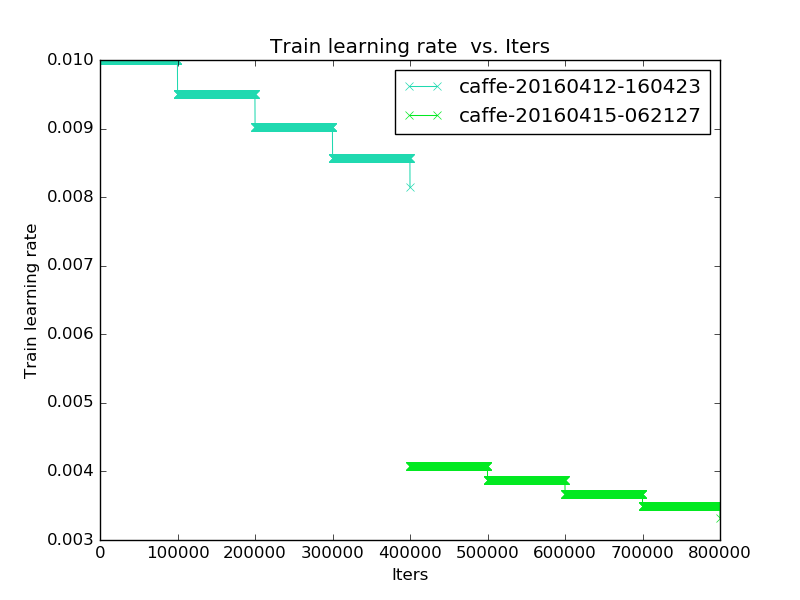 Train learning rate  vs. Iters
caffe-20160412-160423
caffe-20160415-062127
0.010
0.009
0.008
0.007
0.006
0.005
0.004
0.003
Train learning rate
0 100000 200000 300000 400000 500000 600000 700000 800000
Iters